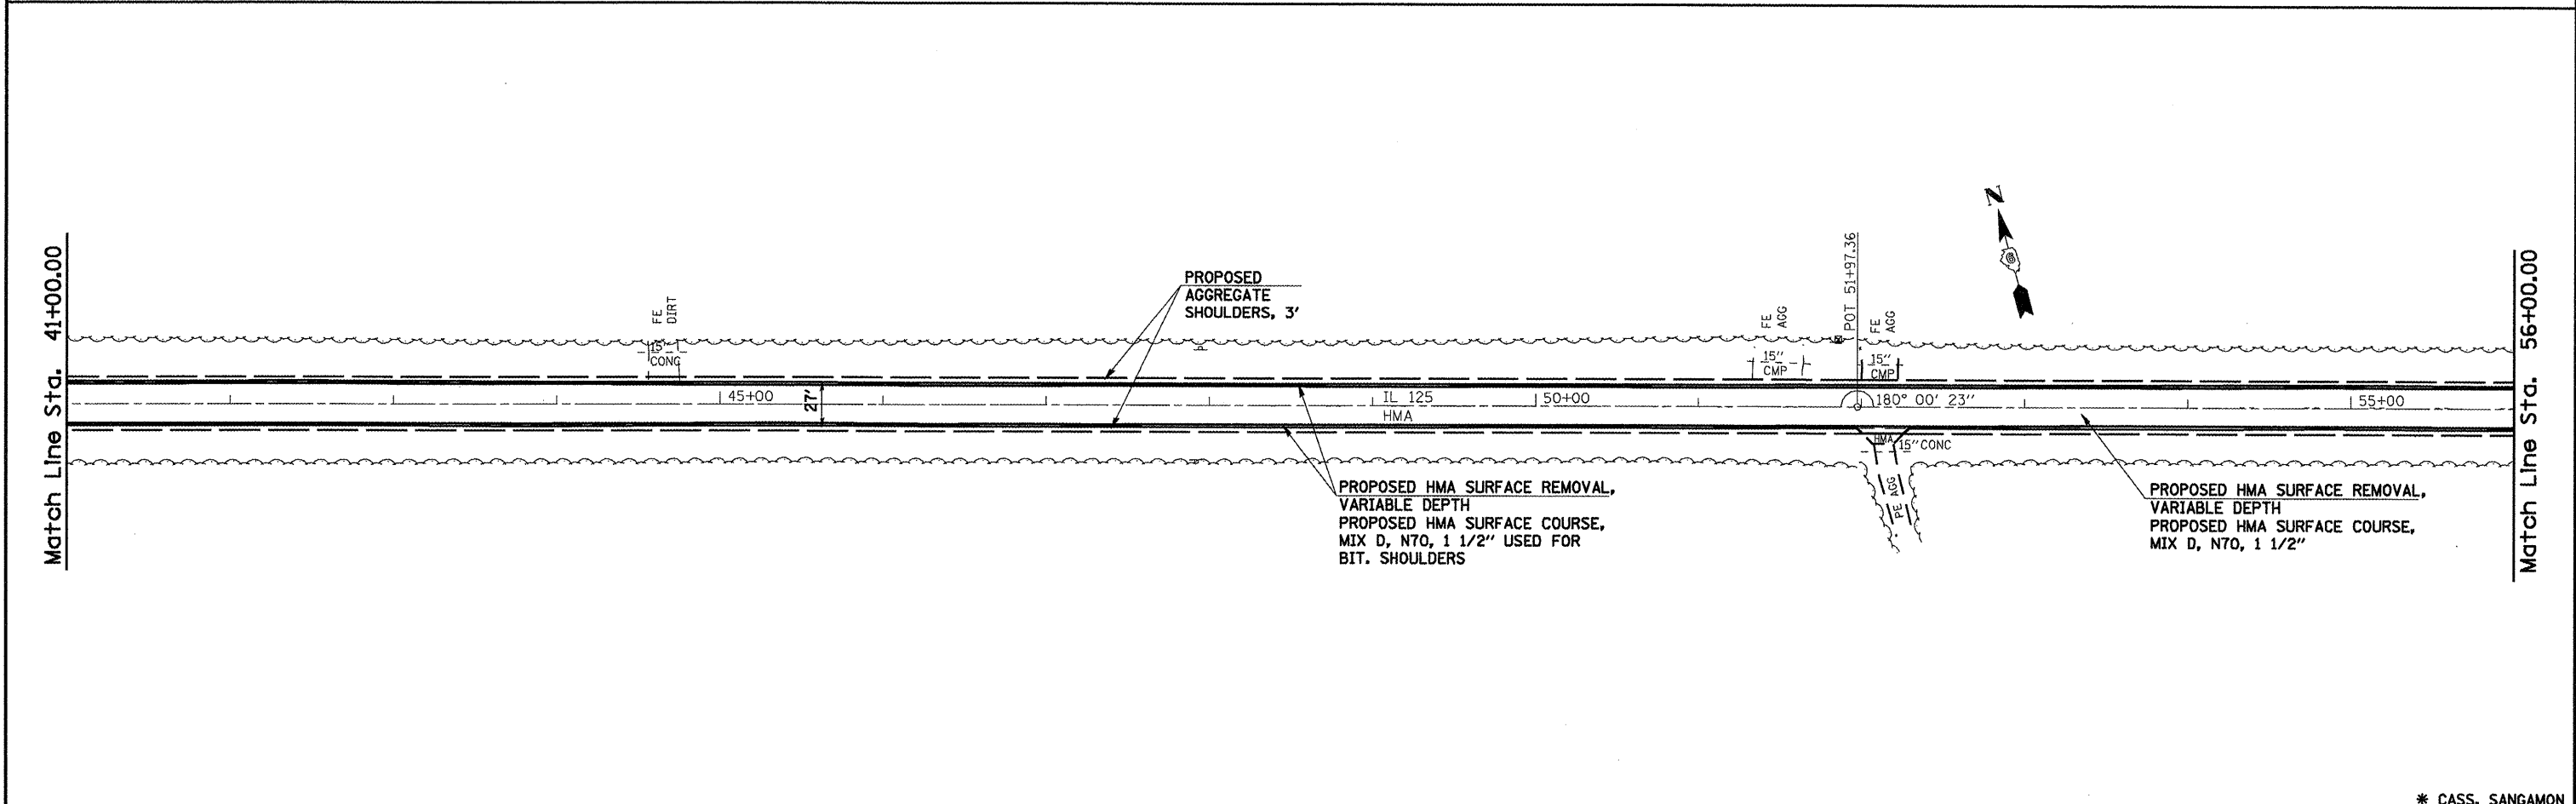 Match Line Sta. 41+00.00
FE
DIRT
15"
CONC
45+00
27'
PROPOSED
AGGREGATE
SHOULDERS, 3'
IL 125
HMA
50+00
PROPOSED HMA SURFACE REMOVAL,
VARIABLE DEPTH
PROPOSED HMA SURFACE COURSE,
MIX D, N70, 1 1/2" USED FOR
BIT. SHOULDERS
FE
AGG
15"
CMP
POT 51+97.36
FE
AGG
15"
CMP
180° 00' 23"
HMA
15" CONC
PE AGG
N
55+00
PROPOSED HMA SURFACE REMOVAL,
VARIABLE DEPTH
PROPOSED HMA SURFACE COURSE,
MIX D, N70, 1 1/2"
Match Line Sta. 56+00.00
* CASS, SANGAMON